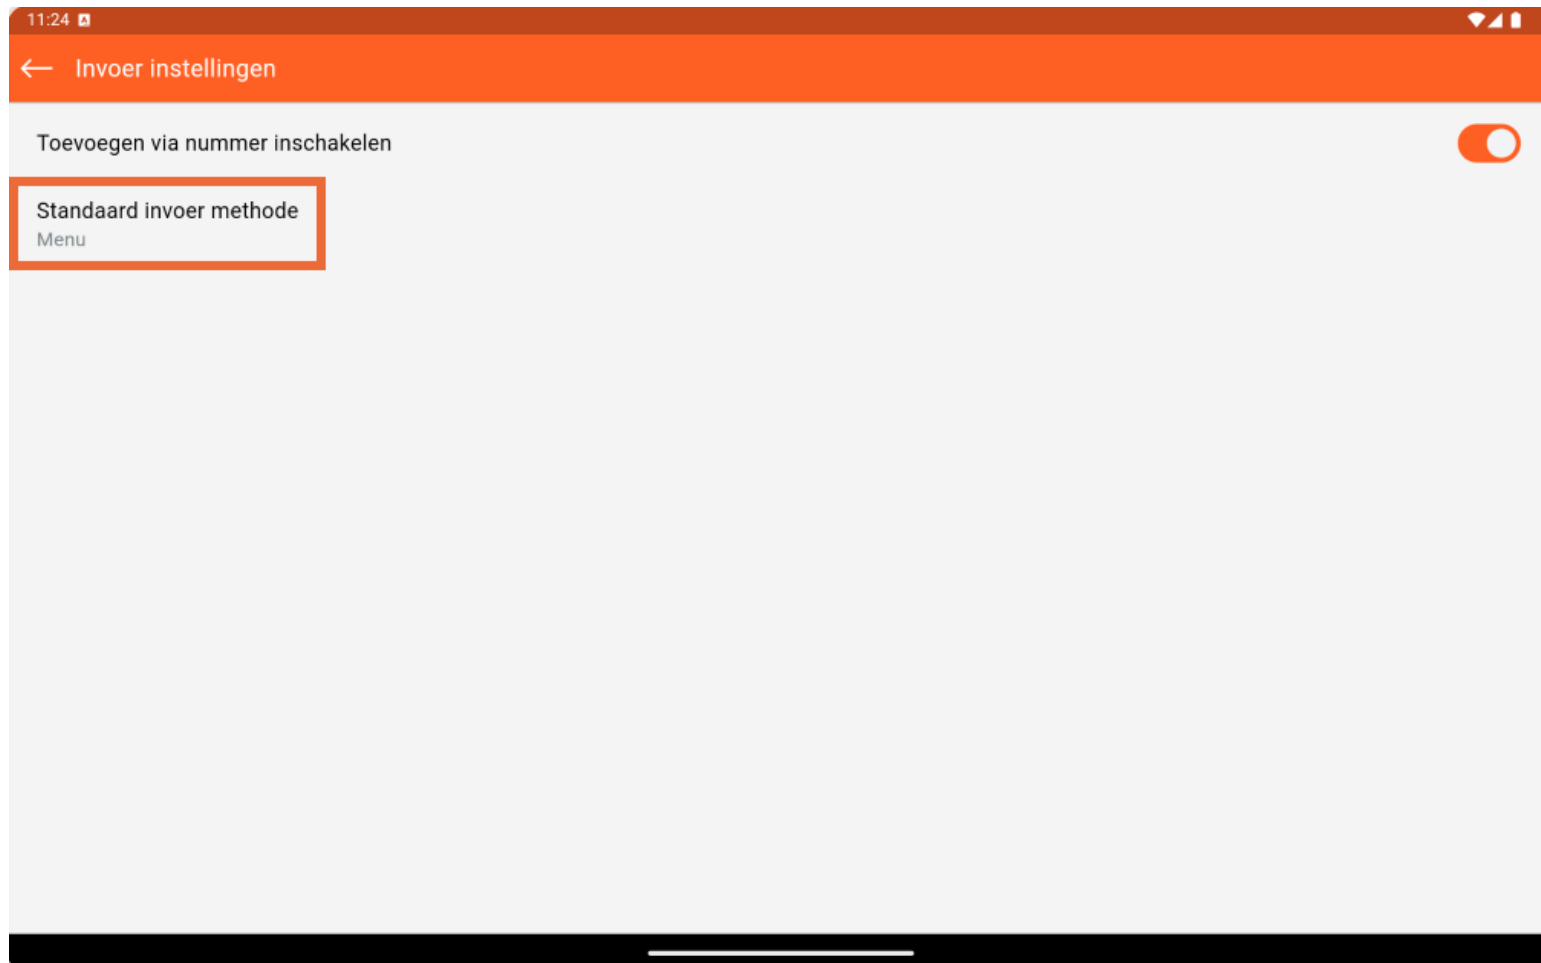 11:24
Invoer instellingen
Toevoegen via nummer inschakelen
Standaard invoer methode
Menu